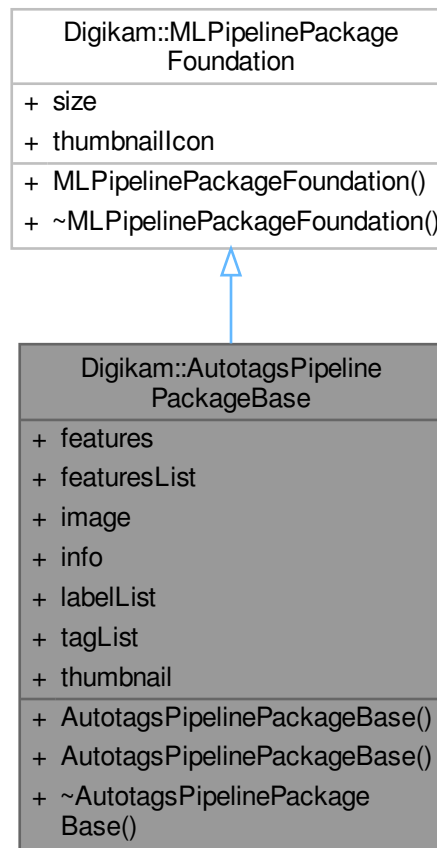 Digikam::MLPipelinePackage
Foundation
+ size
+ thumbnailIcon
+ MLPipelinePackageFoundation()
+ ~MLPipelinePackageFoundation()
Digikam::AutotagsPipeline
PackageBase
+ features
+ featuresList
+ image
+ info
+ labelList
+ tagList
+ thumbnail
+ AutotagsPipelinePackageBase()
+ AutotagsPipelinePackageBase()
+ ~AutotagsPipelinePackage
Base()